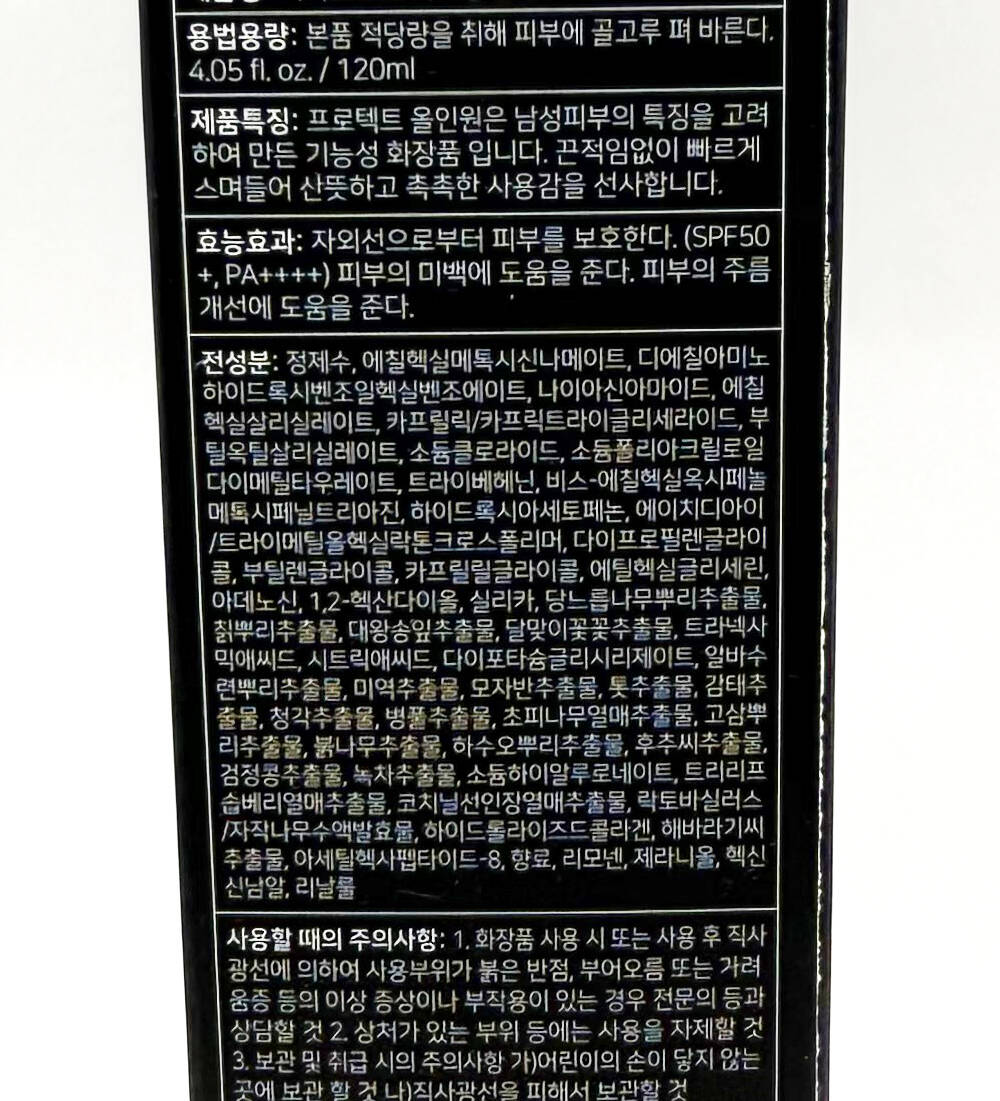 용법용량: 본품 적당량을 취해 피부에 골고루 펴 바른다.
4.05 fl. oz. / 120ml
제품특징: 프로텍트 올인원은 남성피부의 특징을 고려
하여 만든 기능성 화장품 입니다. 끈적임없이 빠르게
스며들어 산뜻하고 촉촉한 사용감을 선사합니다.
효능효과: 자외선으로부터 피부를 보호한다. (SPF50
+, PA++++) 피부의 미백에 도움을 준다. 피부의 주름
개선에 도움을 준다.
전성분: 정제수, 에칠헥실메톡시신나메이트, 디에칠아미노
하이드록시벤조일헥실벤조에이트, 나이아신아마이드, 에칠
헥실살리실레이트, 카프릴릭/카프릭트라이글리세라이드, 부
틸옥틸살리실레이트, 소듐클로라이드, 소듐폴리아크릴로일
다이메틸타우레이트, 트라이베헤닌, 비스-에칠헥실옥시페놀
메톡시페닐트리아진, 하이드록시아세토페논, 에이치디아이
/트라이메틸올헥실락톤크로스폴리머, 다이프로필렌글라이
콜, 부틸렌글라이콜, 카프릴릴글라이콜, 에틸헥실글리세린,
아데노신, 1,2-헥산다이올, 실리카, 당느릅나무뿌리추출물,
칡뿌리추출물, 대왕송잎추출물, 달맞이꽃꽃추출물, 트라넥사
믹애씨드, 시트릭애씨드, 다이포타슘글리시리제이트, 일바수
련뿌리추출물, 미역추출물, 모자반추출물, 톳추출물, 감태추
출물, 청각추출물, 병풀추출물, 초피나무열매추출물, 고삼뿌
리추출물, 붉나무추출물, 하수오뿌리추출물, 후추씨추출물,
검정콩추출물, 녹차추출물, 소듐하이알루로네이트, 트리리프
습베리열매추출물, 코치닐선인장열매추출물, 락토바실러스
/자작나무수액발효물, 하이드롤라이즈드콜라겐, 해바라기씨
추출물, 아세틸헥사펩타이드-8, 향료, 리모넨, 제라니올, 헥신
신남알, 리날룰
사용할 때의 주의사항: 1. 화장품 사용 시 또는 사용 후 직사
광선에 의하여 사용부위가 붉은 반점, 부어오름 또는 가려
움증 등의 이상 증상이나 부작용이 있는 경우 전문의 등과
상담할 것 2. 상처가 있는 부위 등에는 사용을 자제할 것
3. 보관 및 취급 시의 주의사항 가)어린이의 손이 닿지 않는
곳에 보관 할 것 나)직사광선을 피해서 보관할 것